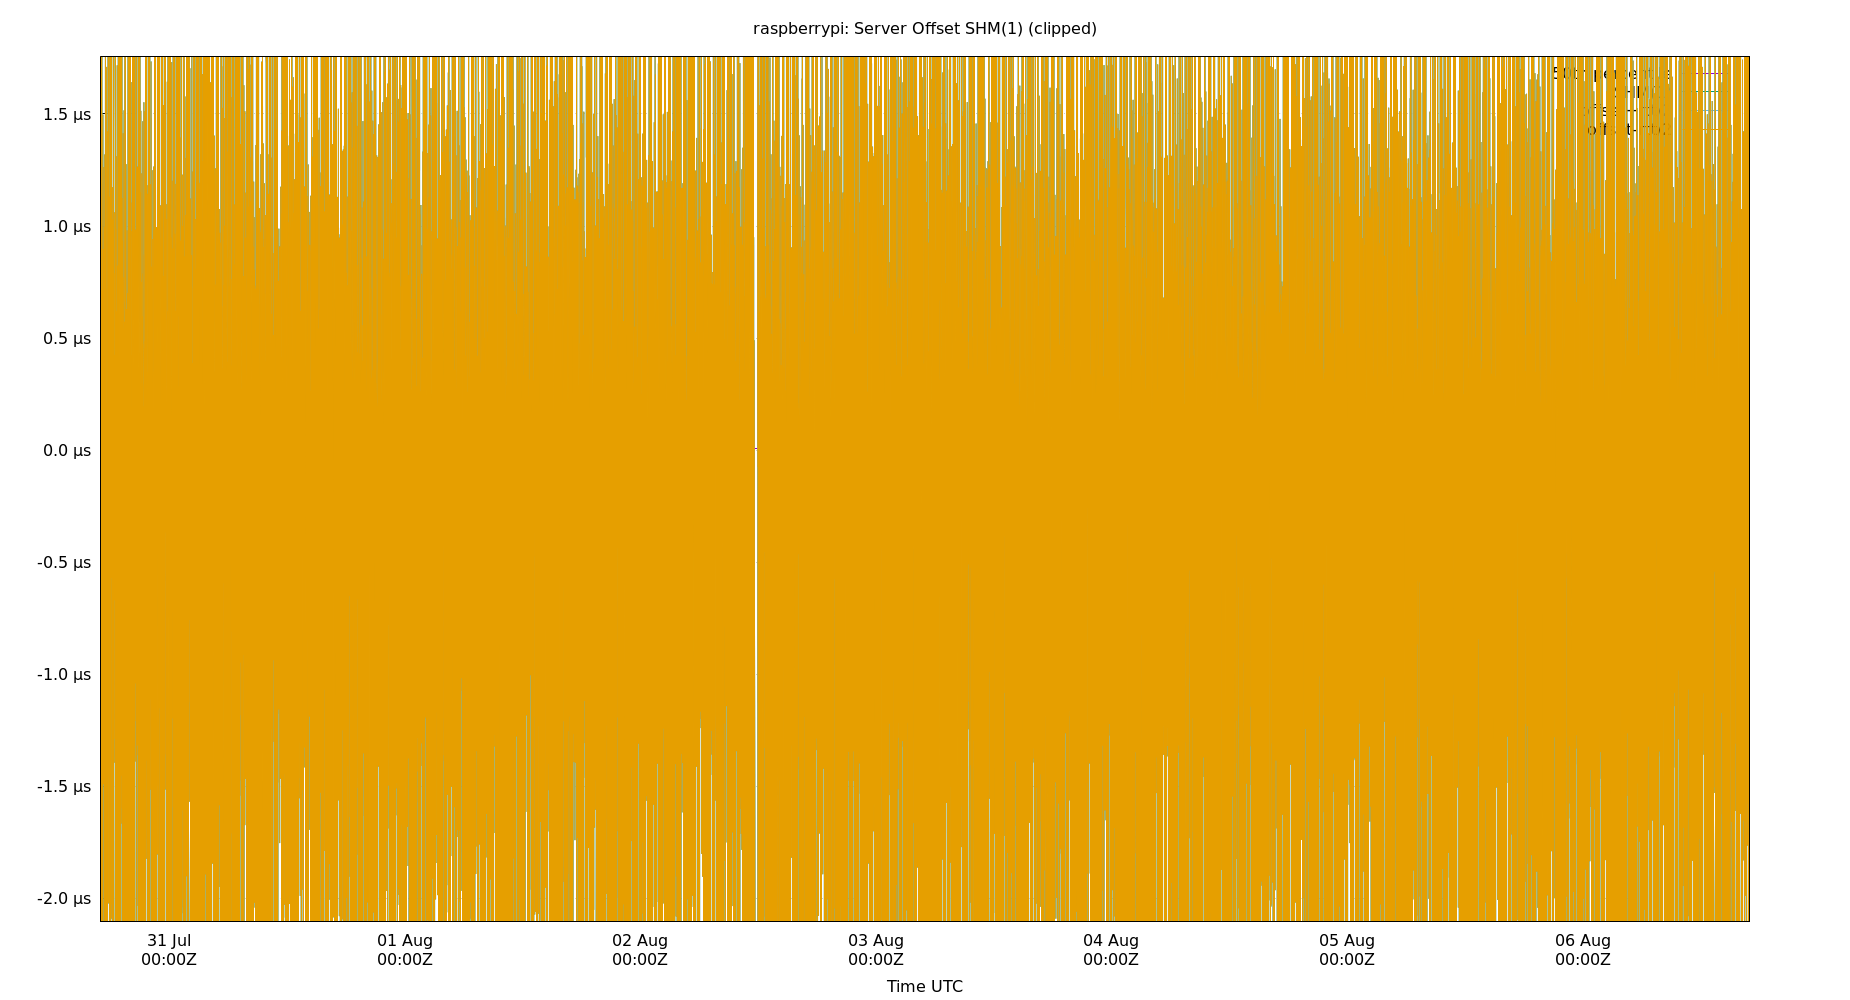 raspberrypi: Server Offset SHM(1) (clipped)
1.5 µs
1.0 µs
0.5 µs
0.0 µs
-0.5 µs
-1.0 µs
-1.5 µs
-2.0 µs
31 Jul 01 Aug 02 Aug 03 Aug 04 Aug 05 Aug 06 Aug
00:00Z 00:00Z 00:00Z 00:00Z 00:00Z 00:00Z 00:00Z
Time UTC